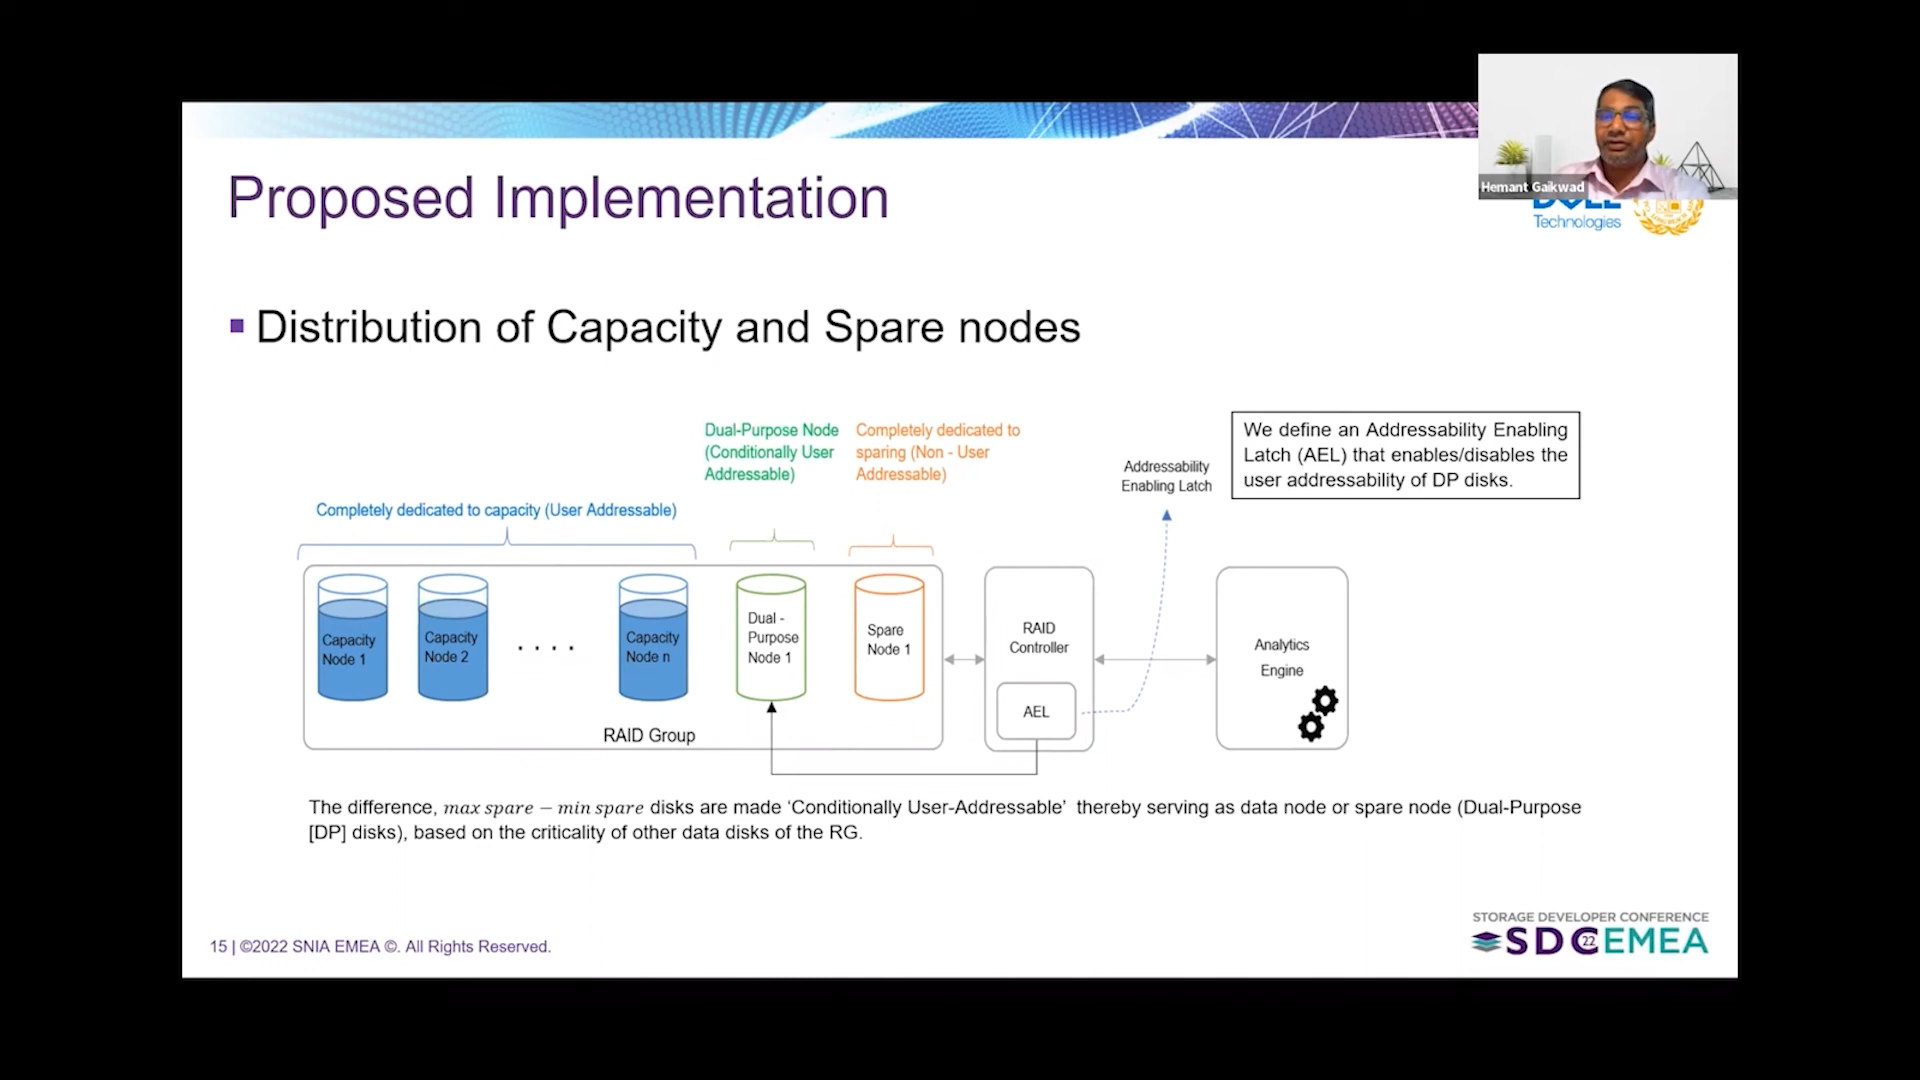 Hemant Gaikwad
DELL
Technologies
Proposed Implementation
Distribution of Capacity and Spare nodes
Dual-Purpose Node
(Conditionally User
Addressable)
Completely dedicated to
sparing (Non - User
Addressable)
Addressability
Enabling Latch
We define an Addressability Enabling
Latch (AEL) that enables/disables the
user addressability of DP disks.
Completely dedicated to capacity (User Addressable)
Capacity
Node 1
Capacity
Node 2
. . . .
Capacity
Node n
Dual -
Purpose
Node 1
Spare
Node 1
RAID Group
RAID
Controller
AEL
Analytics
Engine
The difference, max spare − min spare disks are made ‘Conditionally User-Addressable’ thereby serving as data node or spare node (Dual-Purpose
[DP] disks), based on the criticality of other data disks of the RG.
15 | ©2022 SNIA EMEA ©. All Rights Reserved.
STORAGE DEVELOPER CONFERENCE
SDC 22 EMEA